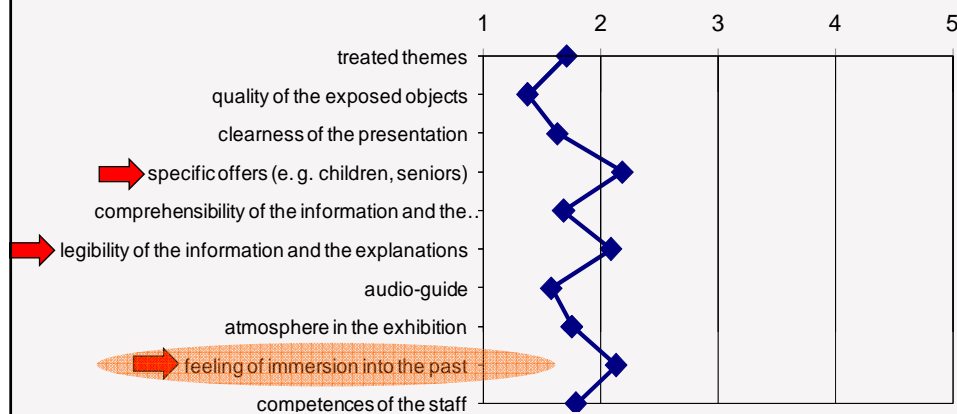 1 2 3 4 5
treated themes
quality of the exposed objects
clearness of the presentation
specific offers (e. g. children, seniors)
comprehensibility of the information and the…
legibility of the information and the explanations
audio-guide
atmosphere in the exhibition
feeling of immersion into the past
competences of the staff